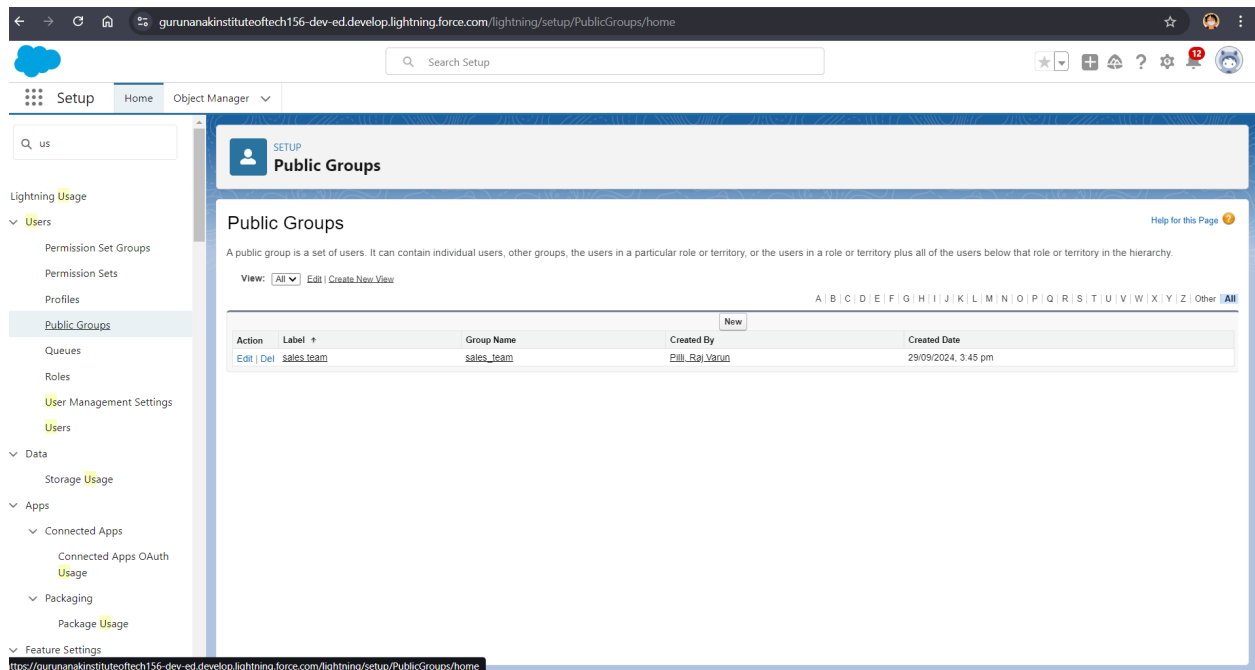 gurunanakinstituteoftech156-dev-ed.develop.lightning.force.com/lightning/setup/PublicGroups/home
Search Setup
12
Setup Home Object Manager
us
Lightning Usage
Users
Permission Set Groups
Permission Sets
Profiles
Public Groups
Queues
Roles
User Management Settings
Users
Data
Storage Usage
Apps
Connected Apps
Connected Apps OAuth
Usage
Packaging
Package Usage
Feature Settings
SETUP
Public Groups
Public Groups
Help for this Page ?
A public group is a set of users. It can contain individual users, other groups, the users in a particular role or territory, or the users in a role or territory plus all of the users below that role or territory in the hierarchy.
View: All Edit | Create New View
A | B | C | D | E | F | G | H | I | J | K | L | M | N | O | P | Q | R | S | T | U | V | W | X | Y | Z | Other All
New
Action Label ↑ Group Name Created By Created Date
Edit | Del sales team sales_team Pilli, Raj Varun 29/09/2024, 3:45 pm
ttps://gurunanakinstituteoftech156-dev-ed.develop.lightning.force.com/lightning/setup/PublicGroups/home